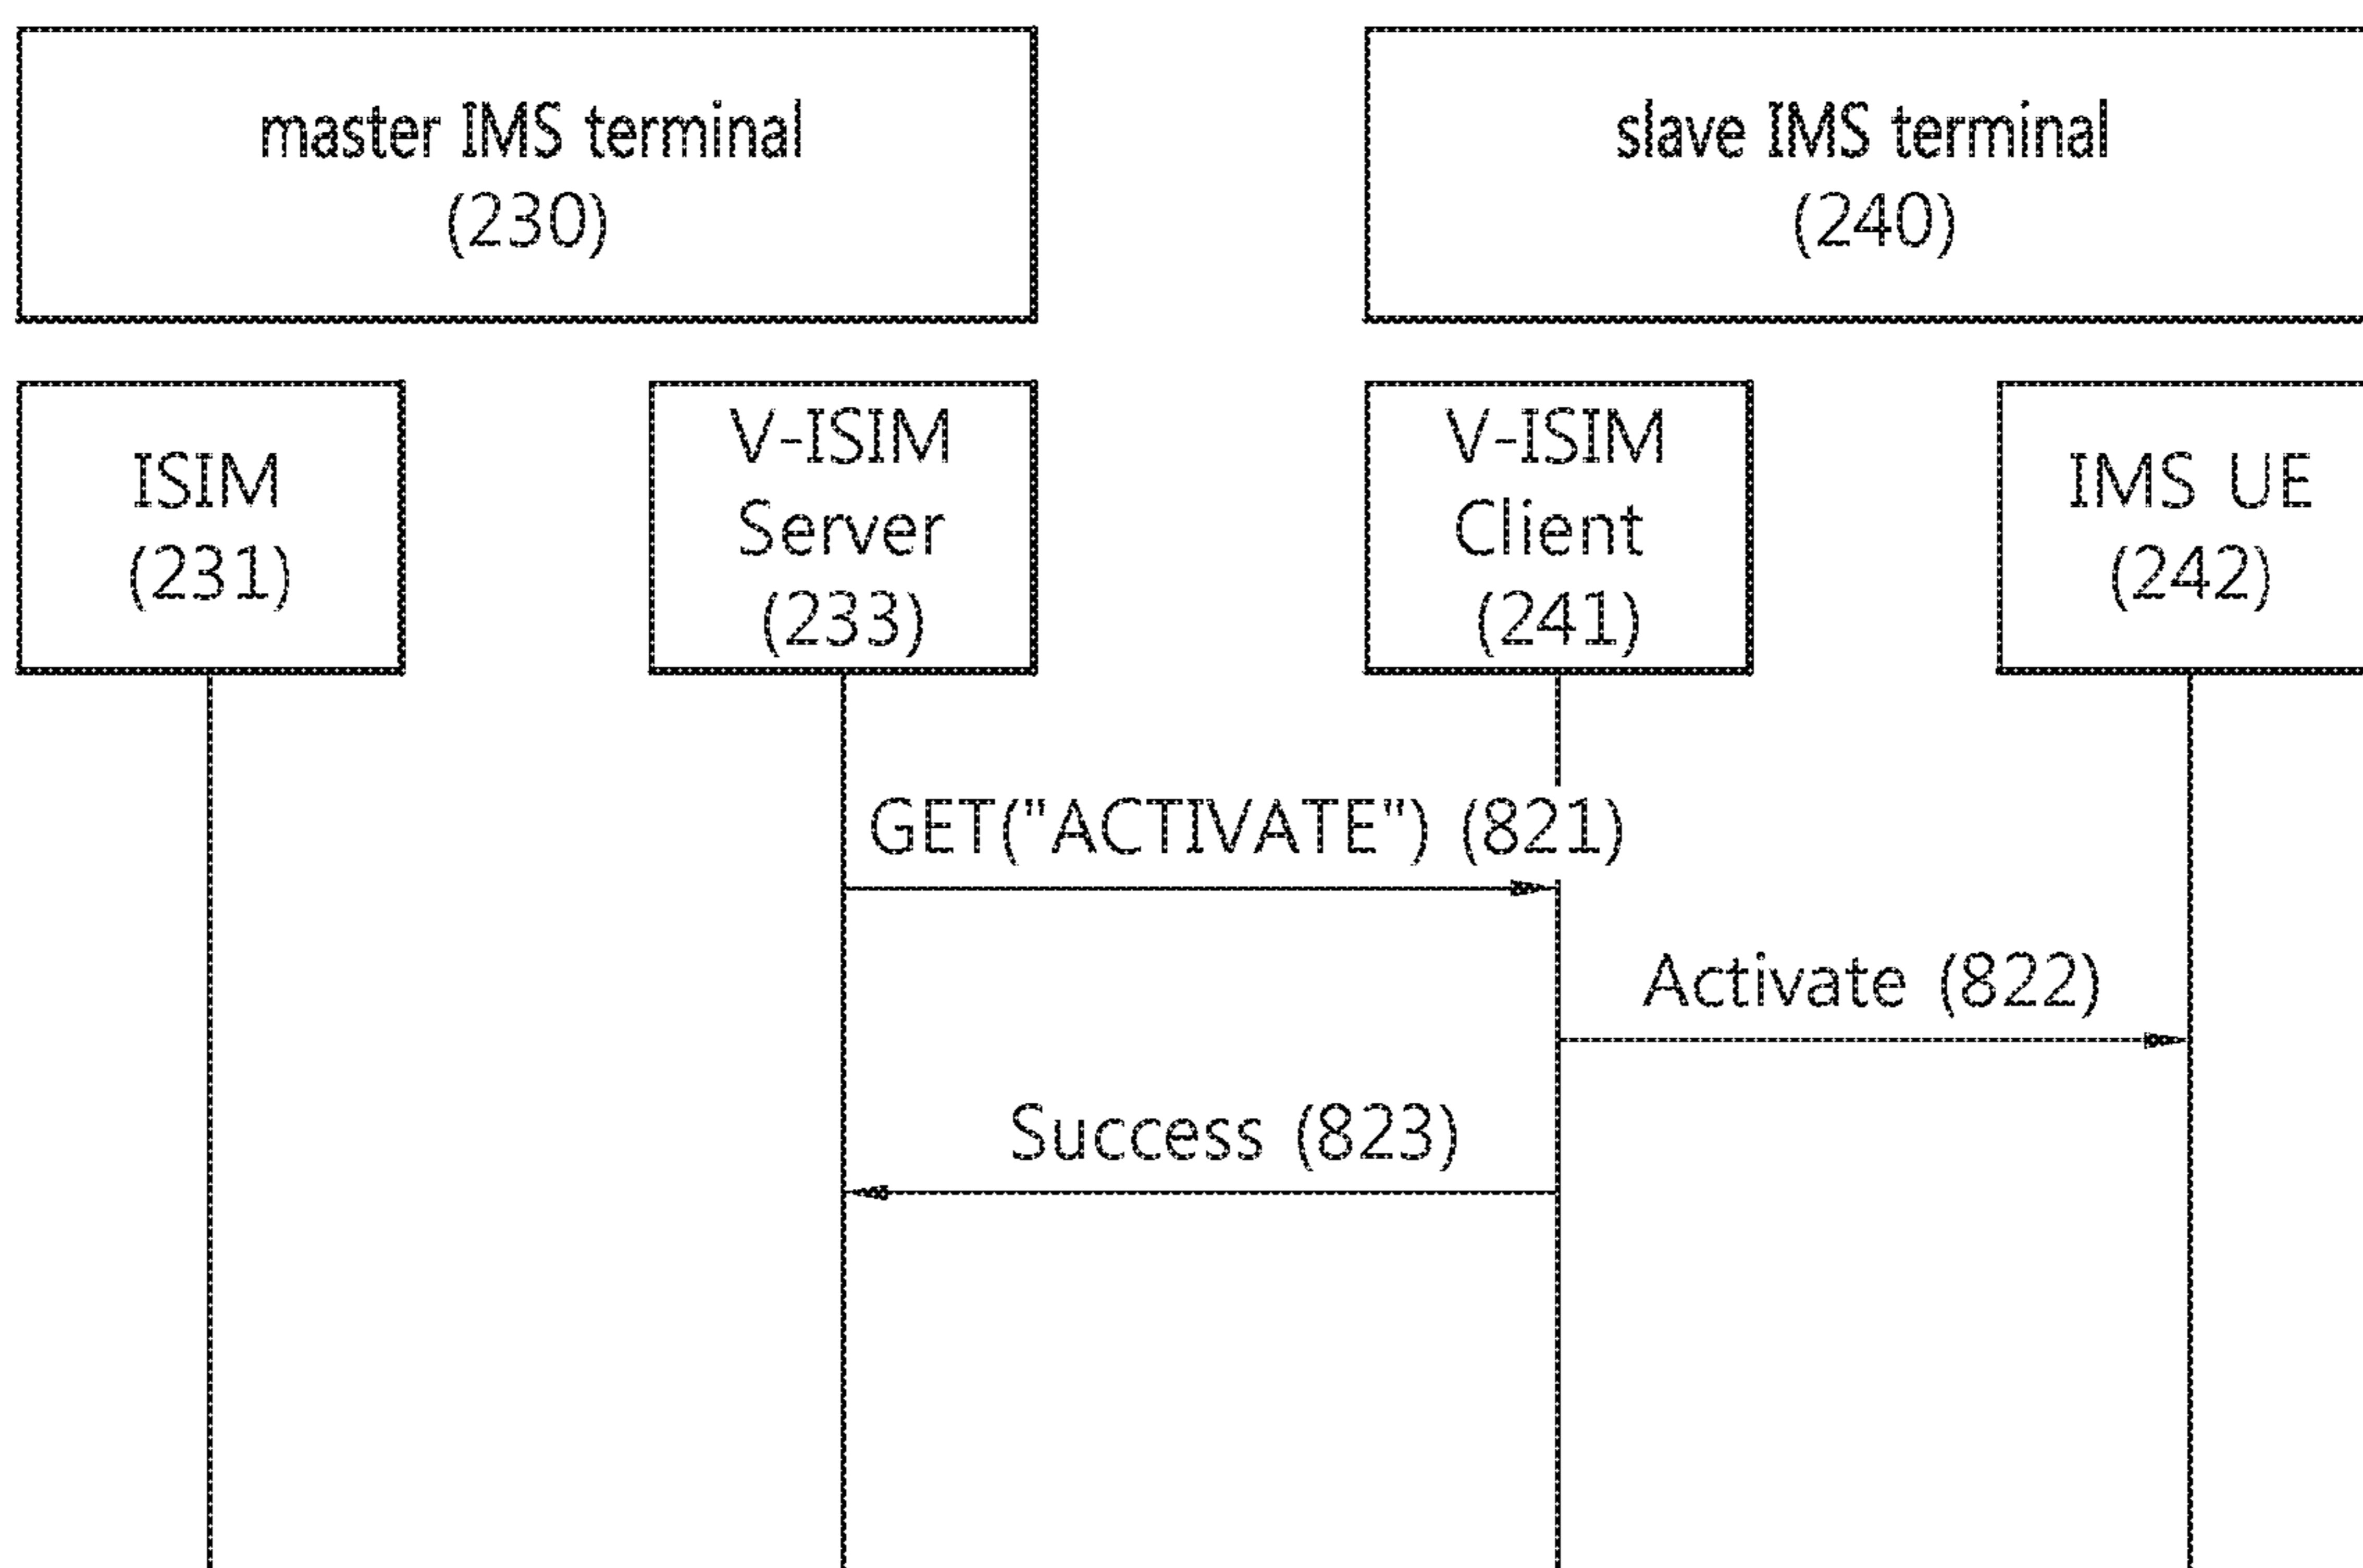 master IMS terminal
(230)
slave IMS terminal
(240)
ISIM
(231)
V-ISIM
Server
(233)
V-ISIM
Client
(241)
IMS UE
(242)
GET("ACTIVATE") (821)
Activate (822)
Success (823)